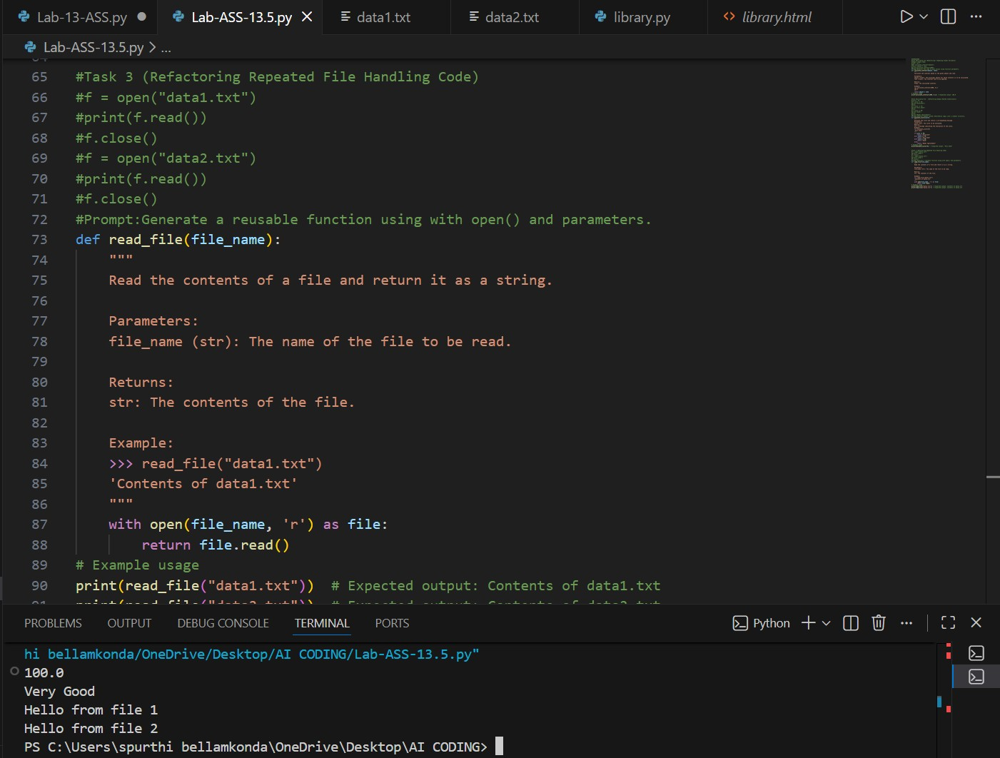 Lab-13-ASS.py
Lab-ASS-13.5.py
data1.txt
data2.txt
library.py
library.html
Lab-ASS-13.5.py > ...
65 #Task 3 (Refactoring Repeated File Handling Code)
66 #f = open("data1.txt")
67 #print(f.read())
68 #f.close()
69 #f = open("data2.txt")
70 #print(f.read())
71 #f.close()
72 #Prompt:Generate a reusable function using with open() and parameters.
73 def read_file(file_name):
74     """
75     Read the contents of a file and return it as a string.
76
77     Parameters:
78     file_name (str): The name of the file to be read.
79
80     Returns:
81     str: The contents of the file.
82
83     Example:
84     >>> read_file("data1.txt")
85     'Contents of data1.txt'
86     """
87     with open(file_name, 'r') as file:
88         return file.read()
89 # Example usage
90 print(read_file("data1.txt"))  # Expected output: Contents of data1.txt
PROBLEMS OUTPUT DEBUG CONSOLE TERMINAL PORTS Python
hi bellamkonda/OneDrive/Desktop/AI CODING/Lab-ASS-13.5.py"
100.0
Very Good
Hello from file 1
Hello from file 2
PS C:\Users\spurthi bellamkonda\OneDrive\Desktop\AI CODING>